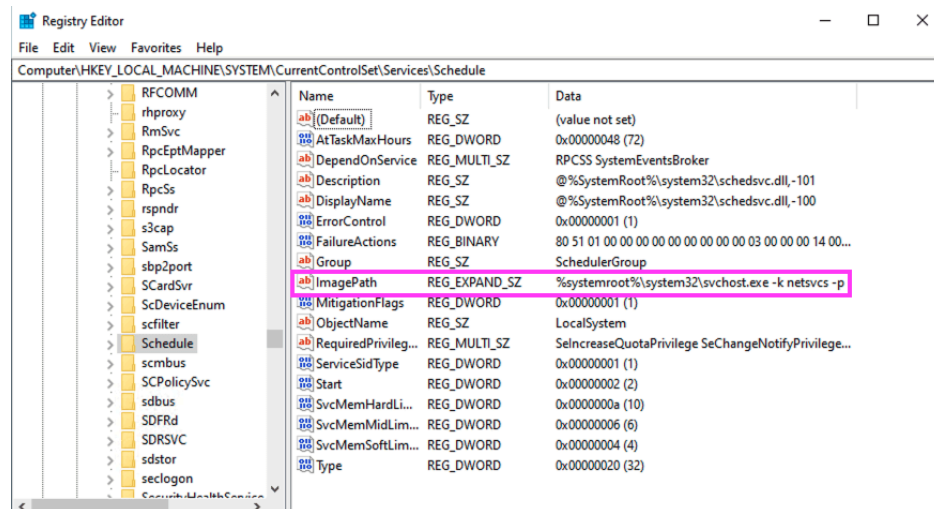 Registry Editor
File Edit View Favorites Help
Computer\HKEY_LOCAL_MACHINE\SYSTEM\CurrentControlSet\Services\Schedule
RFCOMM
rhproxy
RmSvc
RpcEptMapper
RpcLocator
RpcSs
rspndr
s3cap
SamSs
sbp2port
SCardSvr
ScDeviceEnum
scfilter
Schedule
scmbus
SCPolicySvc
sdbus
SDFRd
SDRSVC
sdstor
seclogon
SecurityHealthService
Name Type Data
(Default) REG_SZ (value not set)
AtTaskMaxHours REG_DWORD 0x00000048 (72)
DependOnService REG_MULTI_SZ RPCSS SystemEventsBroker
Description REG_SZ @%SystemRoot%\system32\schedsvc.dll,-101
DisplayName REG_SZ @%SystemRoot%\system32\schedsvc.dll,-100
ErrorControl REG_DWORD 0x00000001 (1)
FailureActions REG_BINARY 80 51 01 00 00 00 00 00 00 00 00 00 03 00 00 00 14 00...
Group REG_SZ SchedulerGroup
ImagePath REG_EXPAND_SZ %systemroot%\system32\svchost.exe -k netsvcs -p
MitigationFlags REG_DWORD 0x00000001 (1)
ObjectName REG_SZ LocalSystem
RequiredPrivileg... REG_MULTI_SZ SeIncreaseQuotaPrivilege SeChangeNotifyPrivilege...
ServiceSidType REG_DWORD 0x00000001 (1)
Start REG_DWORD 0x00000002 (2)
SvcMemHardLi... REG_DWORD 0x0000000a (10)
SvcMemMidLim... REG_DWORD 0x00000006 (6)
SvcMemSoftLim... REG_DWORD 0x00000004 (4)
Type REG_DWORD 0x00000020 (32)